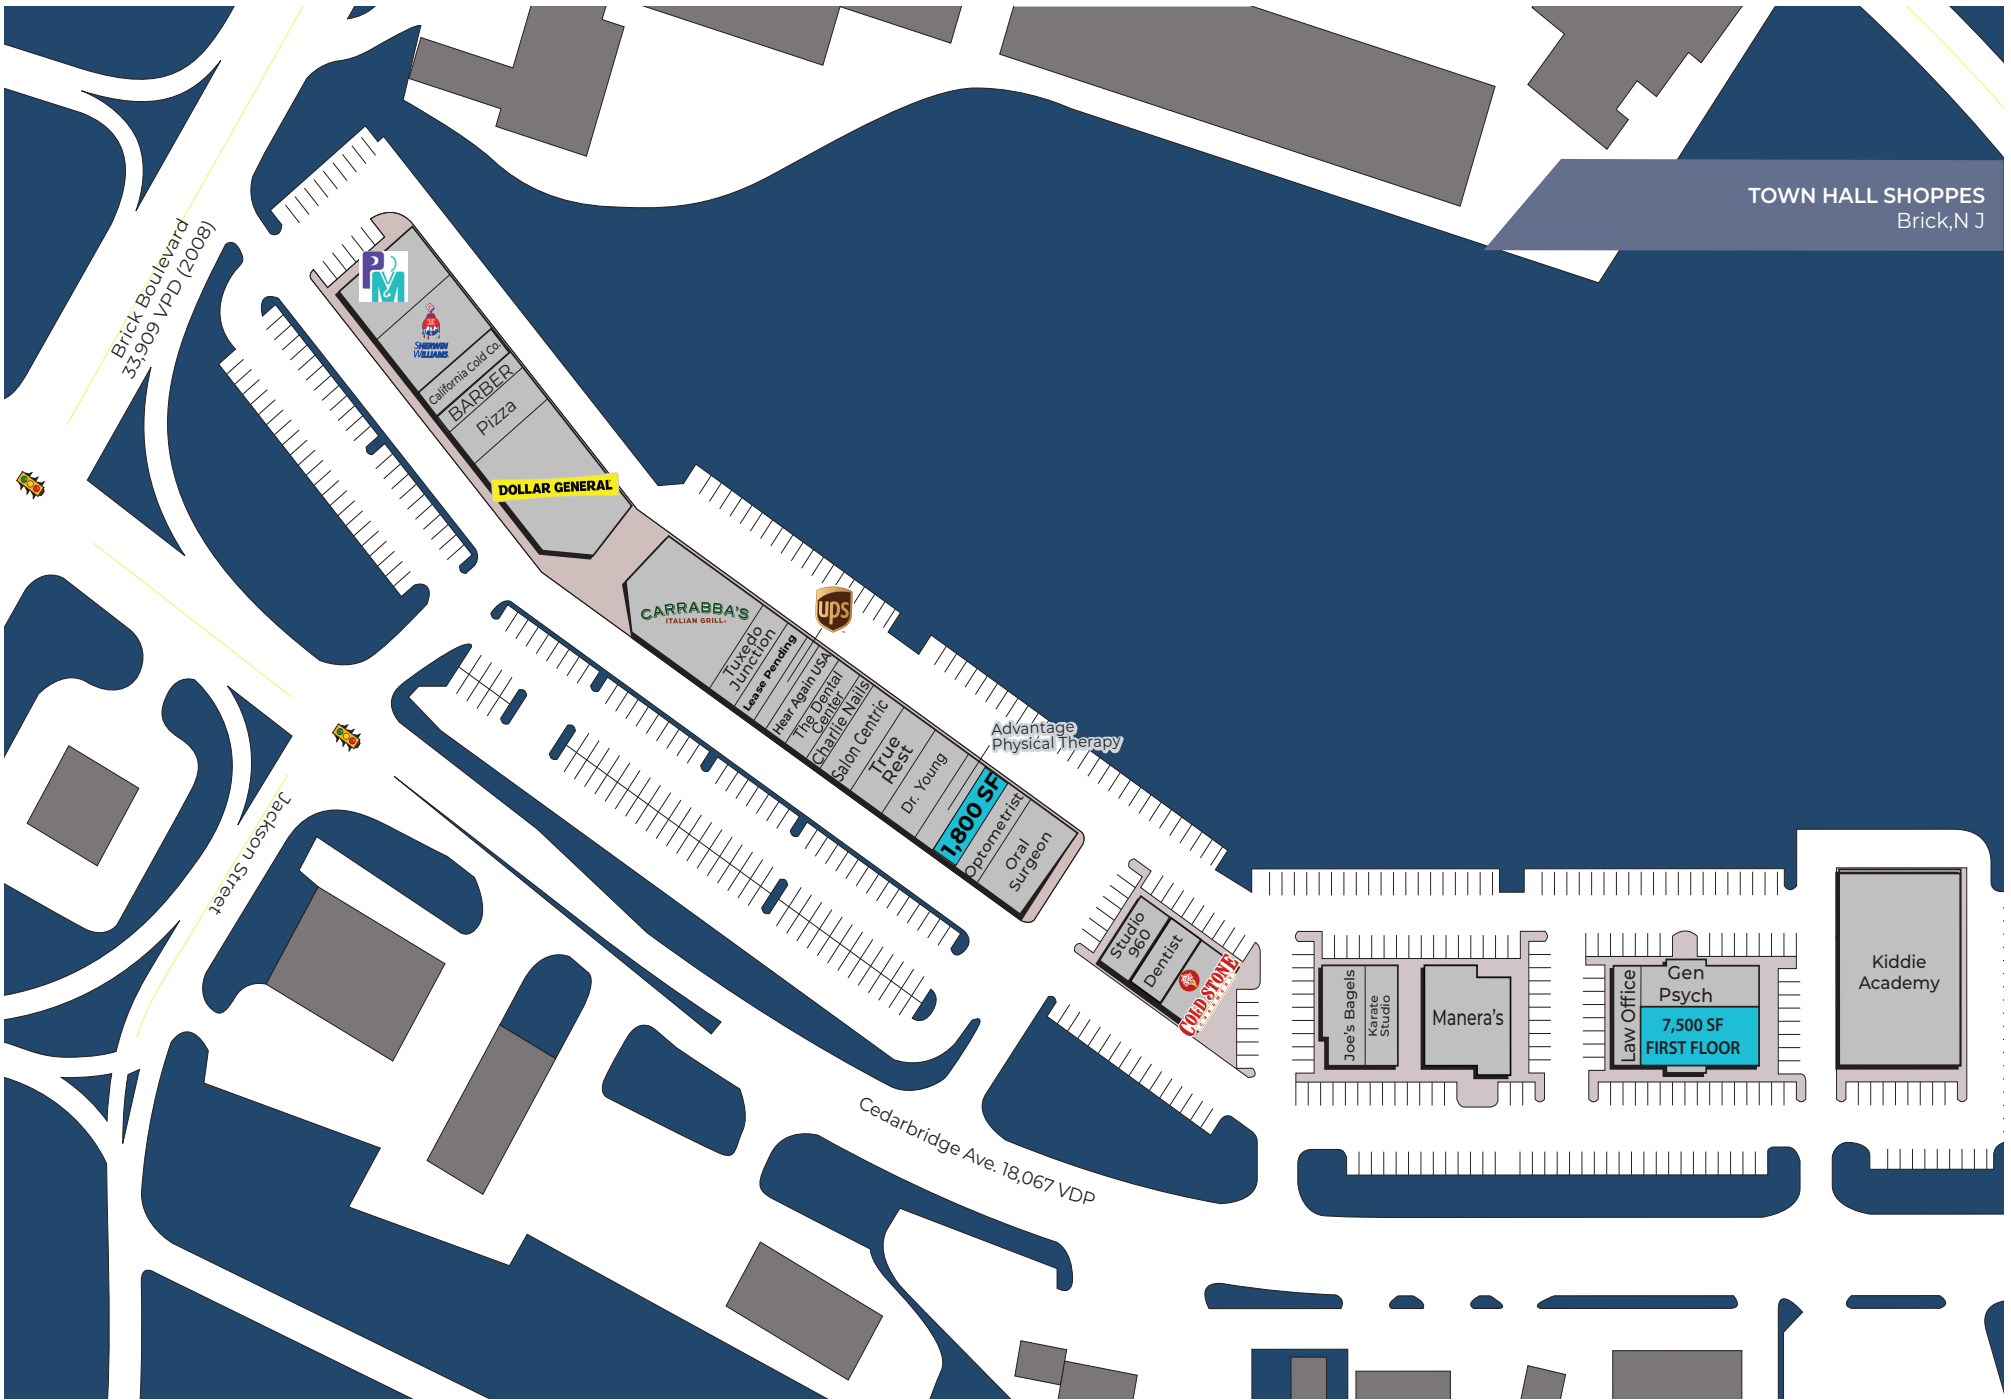 TOWN HALL SHOPPES
Brick,N J
Brick Boulevard
33,909 VPD (2008)
PM
SHERWIN
WILLIAMS
California Cold Co.
BARBER
Pizza
DOLLAR GENERAL
CARRABBA'S
ITALIAN GRILL
Tuxedo
Junction
Lease Pending
ups
Hear Again USA
The Dental
Center
Charlie Nails
Salon Centric
True
Rest
Dr. Young
Advantage
Physical Therapy
1,800 SF
Optometrist
Oral
Surgeon
Studio
960
Dentist
COLD STONE
CREAMERY
Joe's Bagels
Karate
Studio
Manera's
Law Office
Gen
Psych
7,500 SF
FIRST FLOOR
Kiddie
Academy
Jackson Street
Cedarbridge Ave. 18,067 VDP